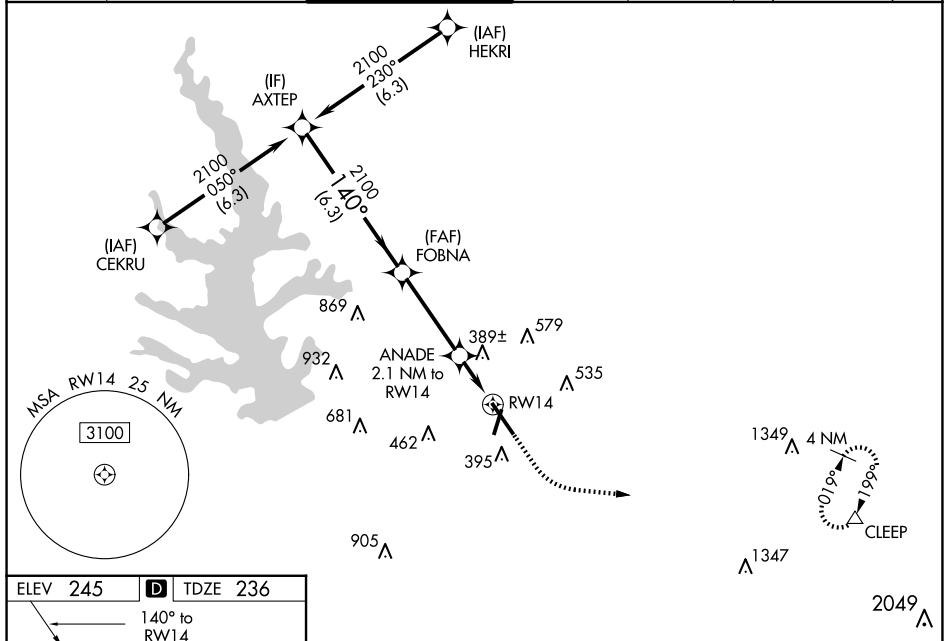 (IAF)
HEKRI
2100
230°
(6.3)
(IF)
AXTEP
2100
050°
(6.3)
2100
140°
(6.3)
(IAF)
CEKRU
(FAF)
FOBNA
869
389±
579
ANADE
2.1 NM to
RW14
932
535
RW14
681
462
395
MSA RW14 25 NM
3100
1349
4 NM
019°
199°
CLEEP
905
1347
2049
ELEV 245 D TDZE 236
140° to
RW14